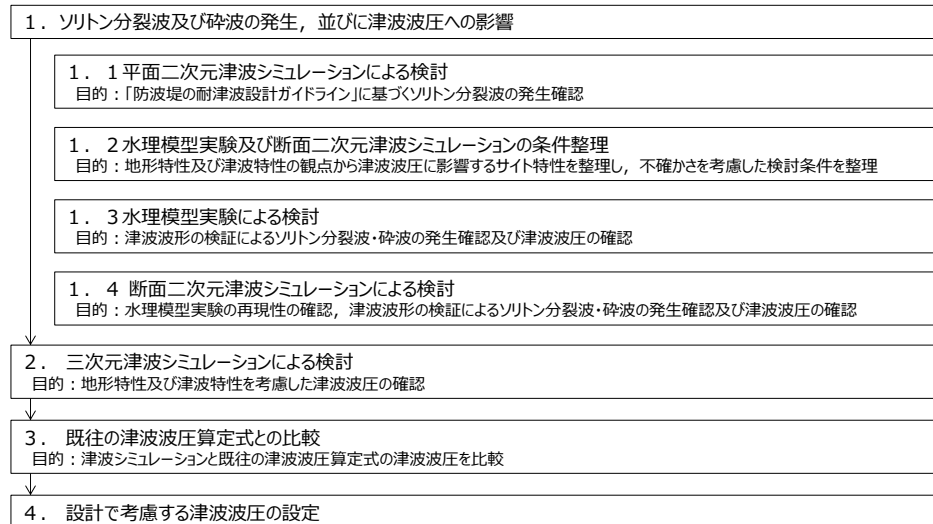 １．ソリトン分裂波及び砕波の発生，並びに津波波圧への影響
１．１平面二次元津波シミュレーションによる検討
目的：「防波堤の耐津波設計ガイドライン」に基づくソリトン分裂波の発生確認
１．２水理模型実験及び断面二次元津波シミュレーションの条件整理
目的：地形特性及び津波特性の観点から津波波圧に影響するサイト特性を整理し，不確かさを考慮した検討条件を整理
１．３水理模型実験による検討
目的：津波波形の検証によるソリトン分裂波・砕波の発生確認及び津波波圧の確認
１．４ 断面二次元津波シミュレーションによる検討
目的：水理模型実験の再現性の確認，津波波形の検証によるソリトン分裂波・砕波の発生確認及び津波波圧の確認
２． 三次元津波シミュレーションによる検討
目的：地形特性及び津波特性を考慮した津波波圧の確認
３． 既往の津波波圧算定式との比較
目的：津波シミュレーションと既往の津波波圧算定式の津波波圧を比較
４． 設計で考慮する津波波圧の設定